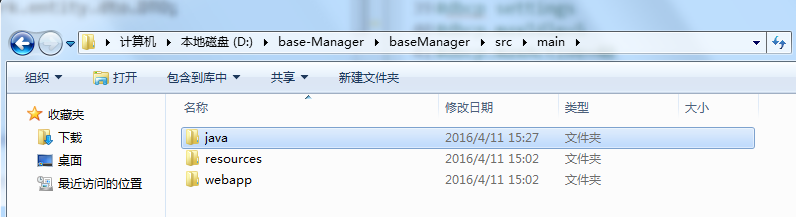 计算机 ▸ 本地磁盘 (D:) ▸ base-Manager ▸ baseManager ▸ src ▸ main ▸
组织 打开 包含到库中 共享 新建文件夹
收藏夹
下载
桌面
最近访问的位置
名称 修改日期 类型 大小
java 2016/4/11 15:27 文件夹
resources 2016/4/11 15:02 文件夹
webapp 2016/4/11 15:02 文件夹